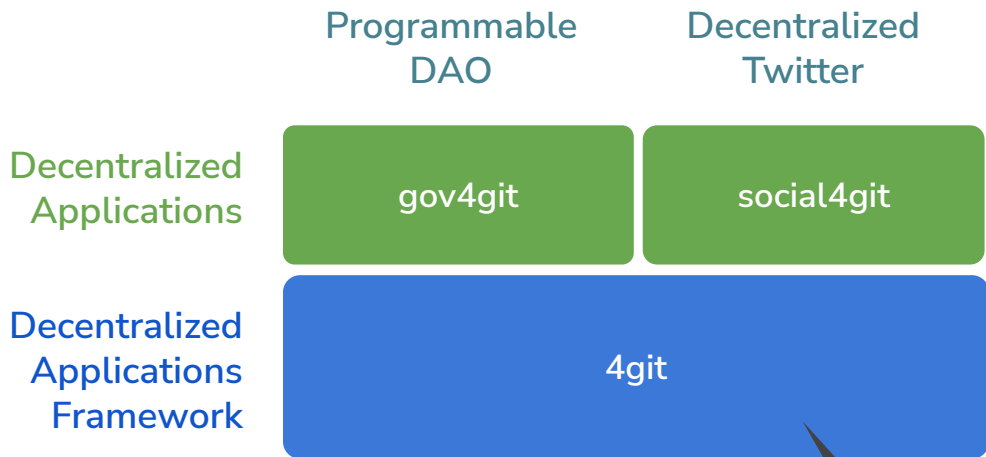 Programmable
DAO
Decentralized
Twitter
Decentralized
Applications
gov4git
social4git
Decentralized
Applications
Framework
4git